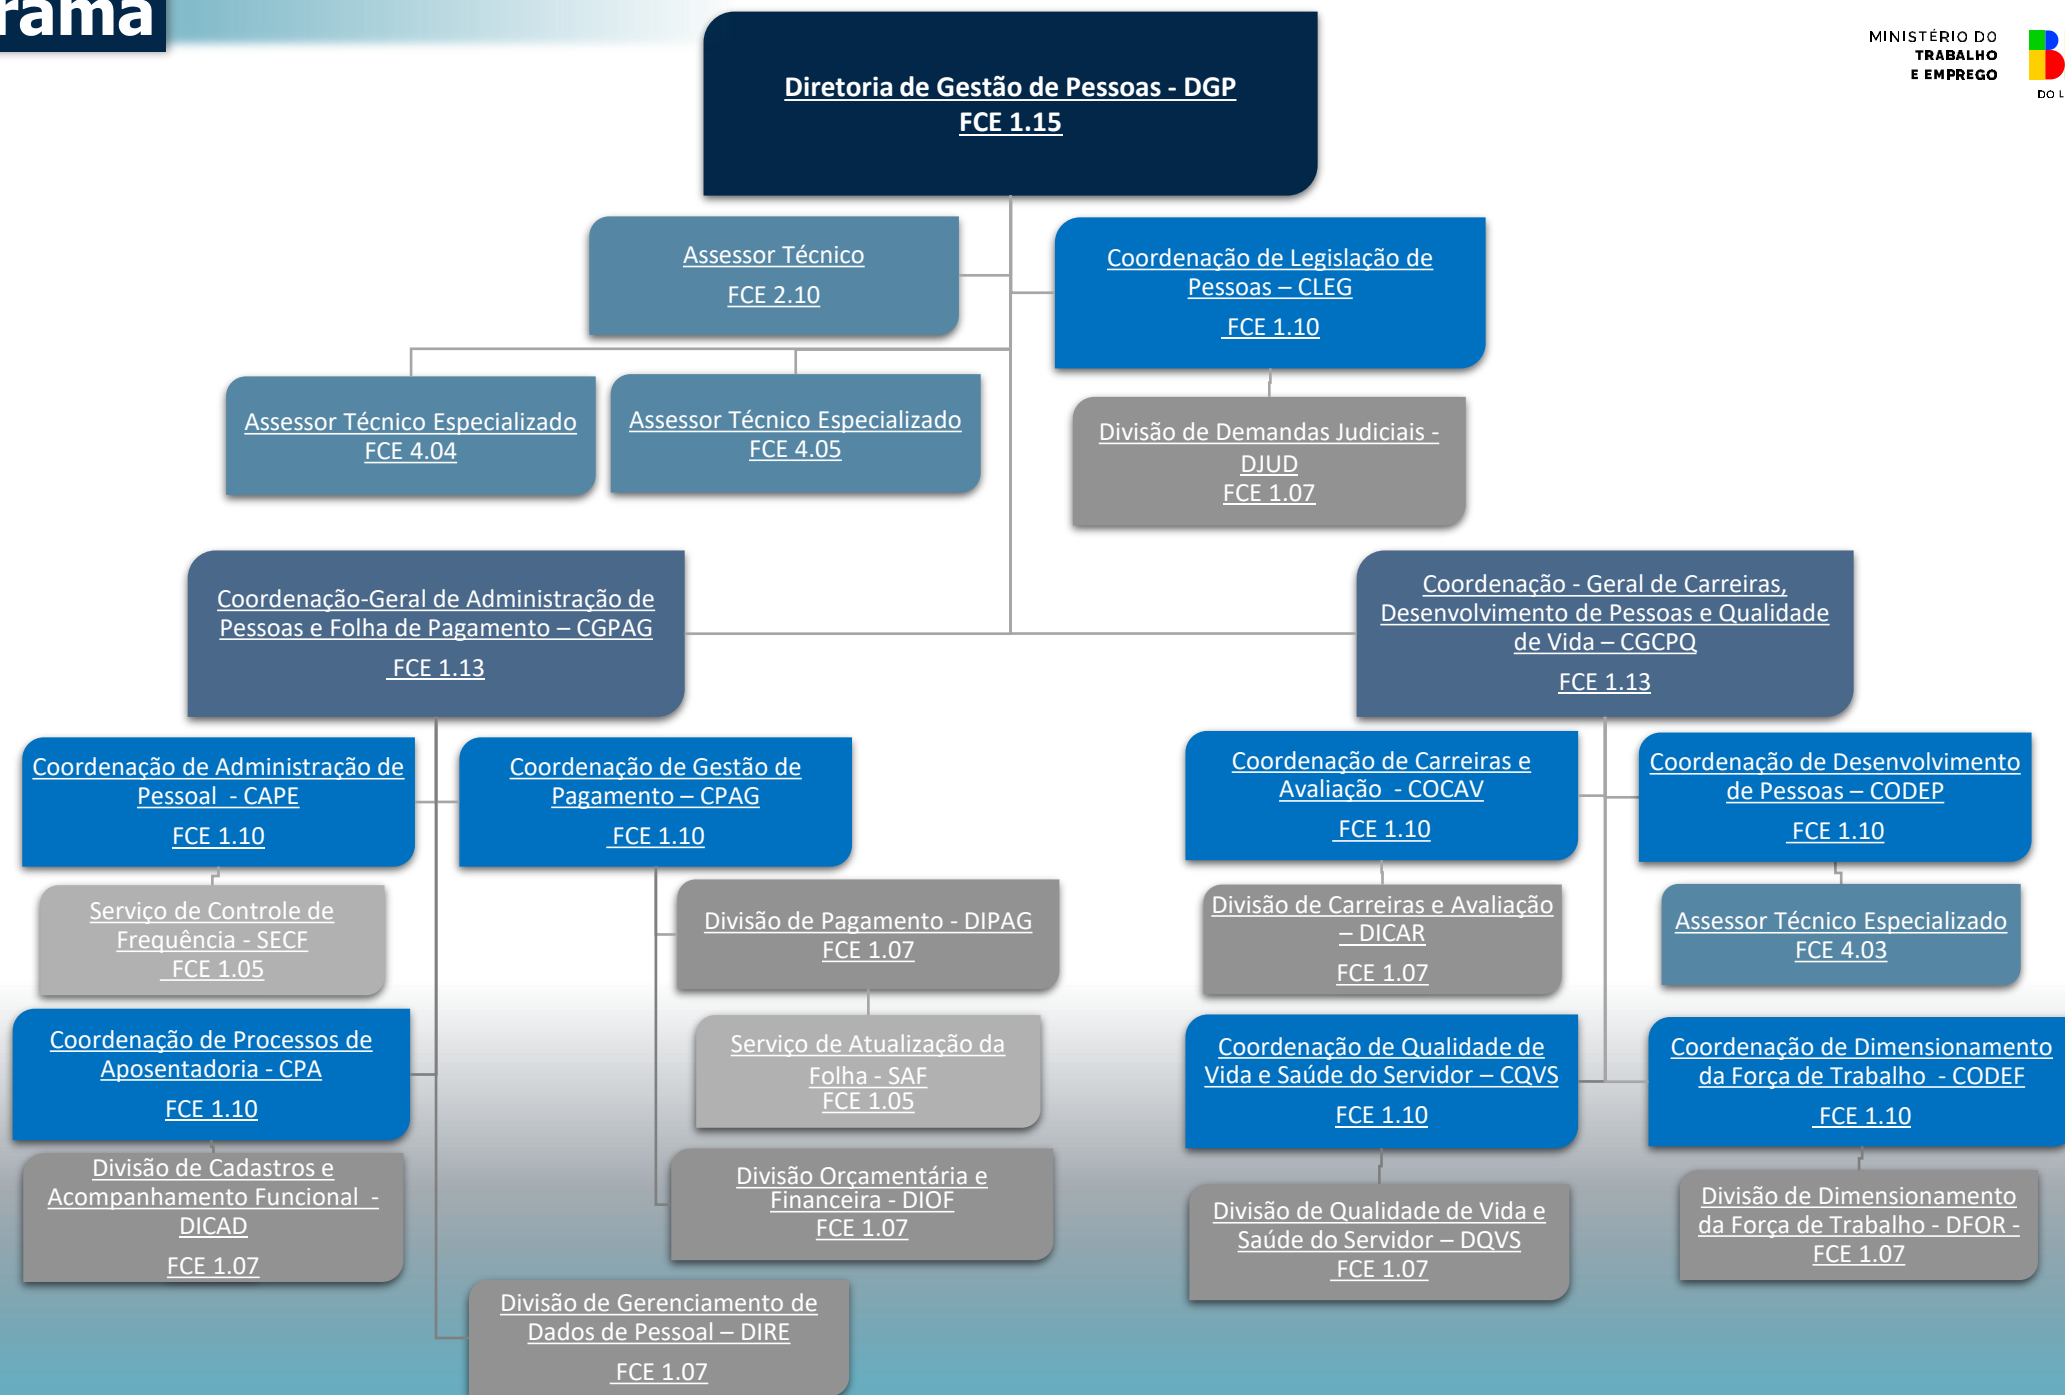 rama
MINISTÉRIO DO
TRABALHO
E EMPREGO
DO L
Diretoria de Gestão de Pessoas - DGP
FCE 1.15
Assessor Técnico
FCE 2.10
Coordenação de Legislação de
Pessoas – CLEG
FCE 1.10
Assessor Técnico Especializado
FCE 4.04
Assessor Técnico Especializado
FCE 4.05
Divisão de Demandas Judiciais -
DJUD
FCE 1.07
Coordenação-Geral de Administração de
Pessoas e Folha de Pagamento – CGPAG
FCE 1.13
Coordenação - Geral de Carreiras,
Desenvolvimento de Pessoas e Qualidade
de Vida – CGCPQ
FCE 1.13
Coordenação de Administração de
Pessoal - CAPE
FCE 1.10
Coordenação de Gestão de
Pagamento – CPAG
FCE 1.10
Coordenação de Carreiras e
Avaliação - COCAV
FCE 1.10
Coordenação de Desenvolvimento
de Pessoas – CODEP
FCE 1.10
Serviço de Controle de
Frequência - SECF
FCE 1.05
Divisão de Pagamento - DIPAG
FCE 1.07
Divisão de Carreiras e Avaliação
– DICAR
FCE 1.07
Assessor Técnico Especializado
FCE 4.03
Coordenação de Processos de
Aposentadoria - CPA
FCE 1.10
Serviço de Atualização da
Folha - SAF
FCE 1.05
Coordenação de Qualidade de
Vida e Saúde do Servidor – CQVS
FCE 1.10
Coordenação de Dimensionamento
da Força de Trabalho - CODEF
FCE 1.10
Divisão de Cadastros e
Acompanhamento Funcional -
DICAD
FCE 1.07
Divisão Orçamentária e
Financeira - DIOF
FCE 1.07
Divisão de Qualidade de Vida e
Saúde do Servidor – DQVS
FCE 1.07
Divisão de Dimensionamento
da Força de Trabalho - DFOR -
FCE 1.07
Divisão de Gerenciamento de
Dados de Pessoal – DIRE
FCE 1.07